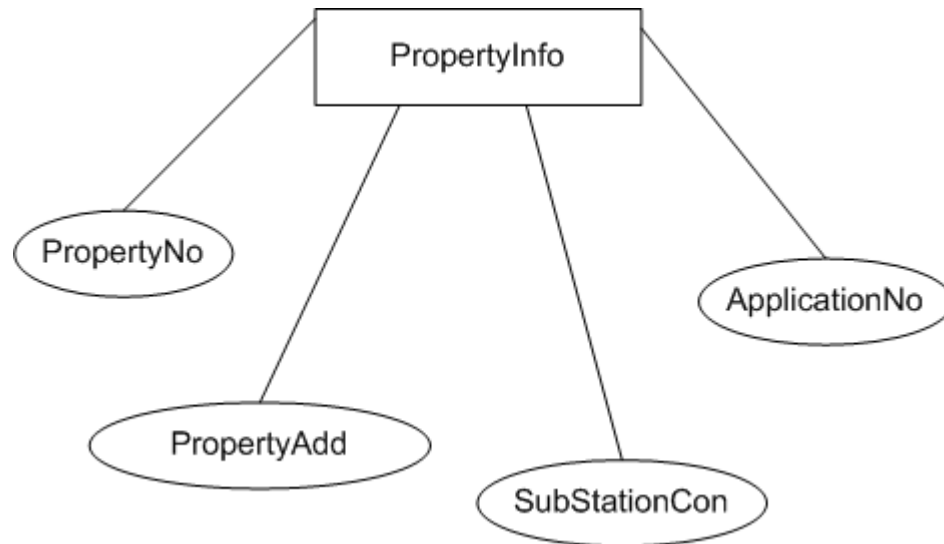 PropertyInfo
PropertyNo
ApplicationNo
PropertyAdd
SubStationCon